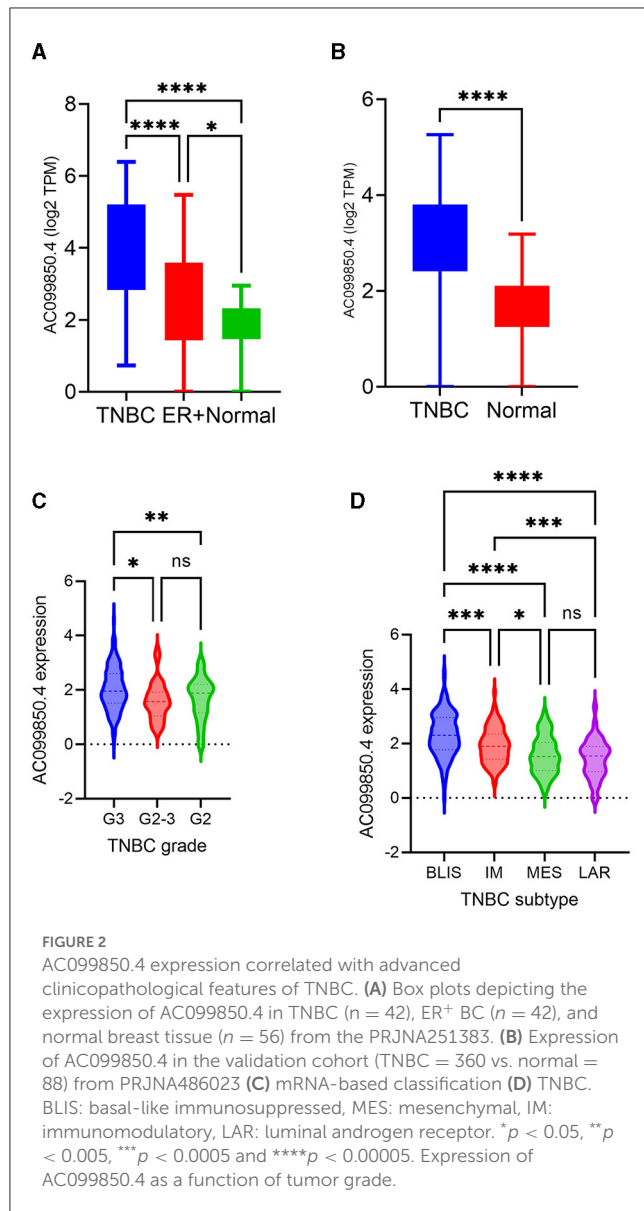 A
****
****
*
AC099850.4 (log2 TPM)
8
6
4
2
0
TNBC ER+Normal
B
****
AC099850.4 (log2 TPM)
6
4
2
0
TNBC Normal
C
**
*
ns
AC099850.4 expression
6
4
2
0
-2
G3 G2-3 G2
TNBC grade
D
****
***
****
***
*
ns
AC099850.4 expression
6
4
2
0
-2
BLIS IM MES LAR
TNBC subtype
FIGURE 2
AC099850.4 expression correlated with advanced
clinicopathological features of TNBC. (A) Box plots depicting the
expression of AC099850.4 in TNBC (n = 42), ER+ BC (n = 42), and
normal breast tissue (n = 56) from the PRJNA251383. (B) Expression
of AC099850.4 in the validation cohort (TNBC = 360 vs. normal =
88) from PRJNA486023 (C) mRNA-based classification (D) TNBC.
BLIS: basal-like immunosuppressed, MES: mesenchymal, IM:
immunomodulatory, LAR: luminal androgen receptor. *p < 0.05, **p
< 0.005, ***p < 0.0005 and ****p < 0.00005. Expression of
AC099850.4 as a function of tumor grade.